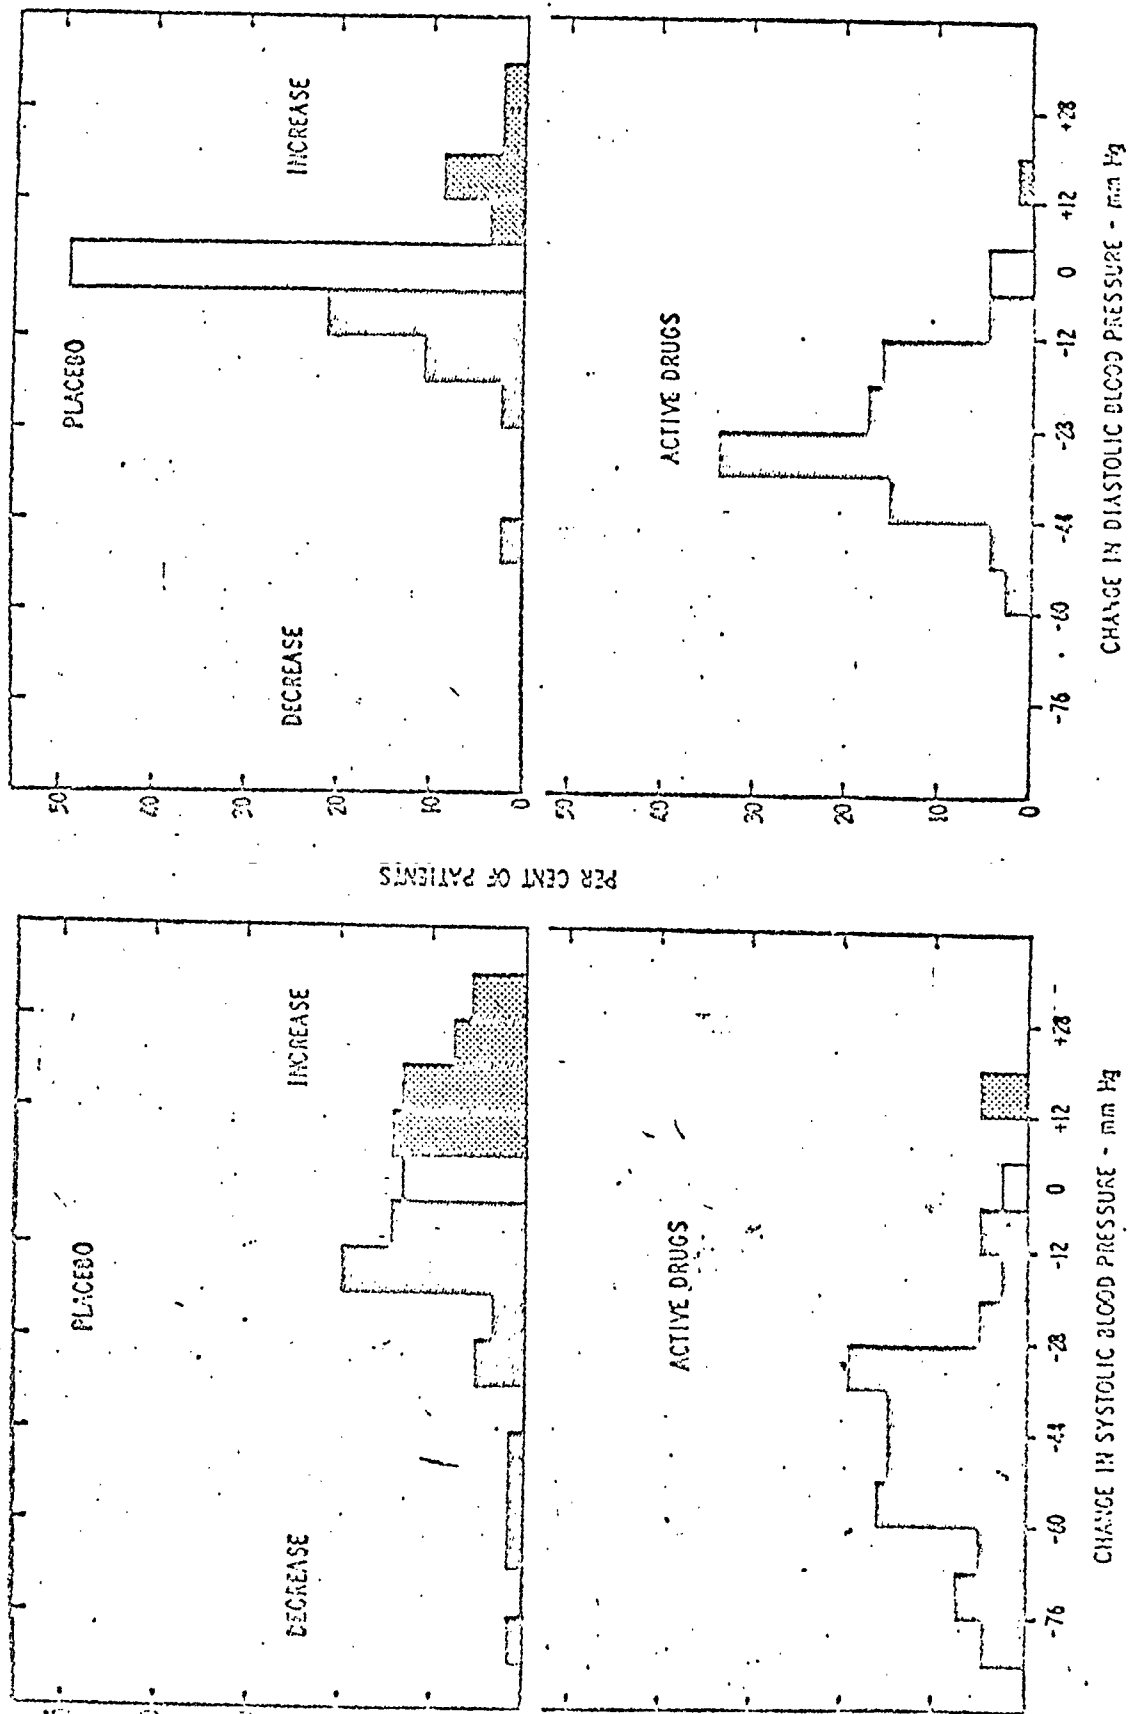 PLACEBO
DECREASE
INCREASE
PLACEBO
DECREASE
INCREASE
PER CENT OF PATIENTS
50
40
30
20
10
0
ACTIVE DRUGS
ACTIVE DRUGS
50
40
30
20
10
0
-76 -60 -44 -28 -12 0 +12 +28
CHANGE IN SYSTOLIC BLOOD PRESSURE - mm Hg
-76 -60 -44 -28 -12 0 +12 +28
CHANGE IN DIASTOLIC BLOOD PRESSURE - mm Hg